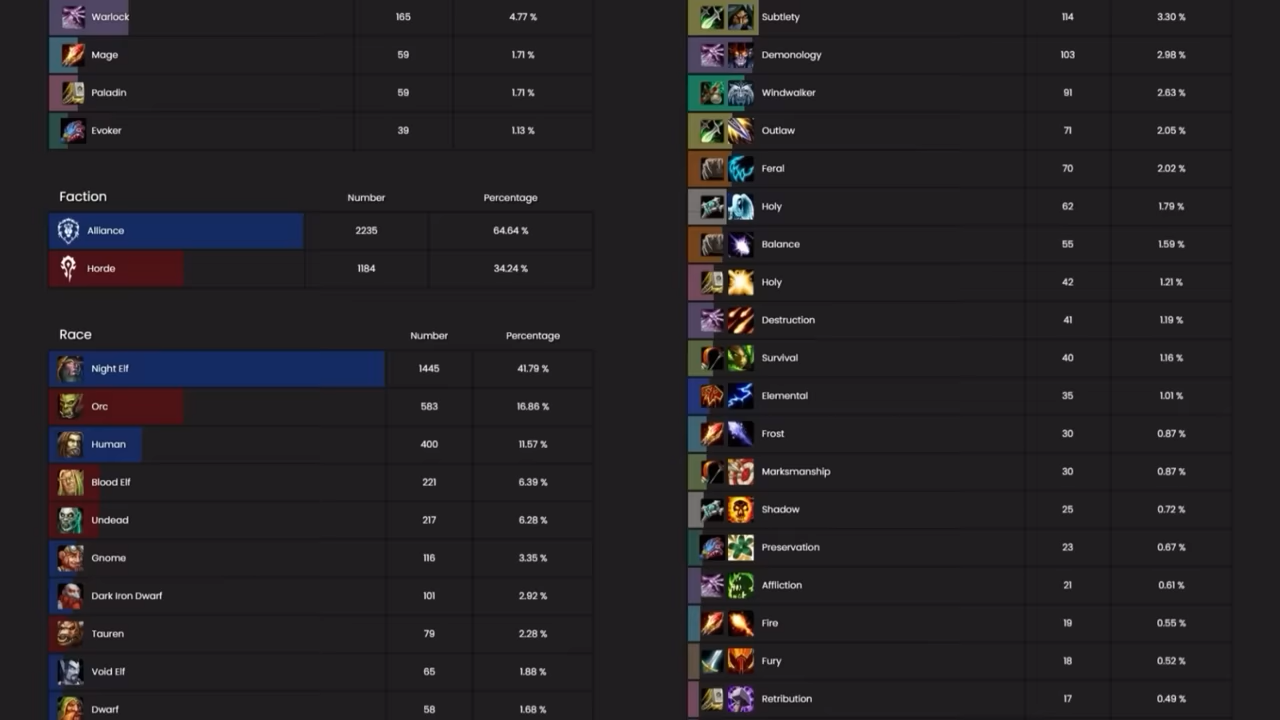 Warlock 165 4.77 %
Mage 59 1.71 %
Paladin 59 1.71 %
Evoker 39 1.13 %
Faction Number Percentage
Alliance 2235 64.64 %
Horde 1184 34.24 %
Race Number Percentage
Night Elf 1445 41.79 %
Orc 583 16.86 %
Human 400 11.57 %
Blood Elf 221 6.39 %
Undead 217 6.28 %
Gnome 116 3.35 %
Dark Iron Dwarf 101 2.92 %
Tauren 79 2.28 %
Void Elf 65 1.88 %
Dwarf 58 1.68 %
Subtlety 114 3.30 %
Demonology 103 2.98 %
Windwalker 91 2.63 %
Outlaw 71 2.05 %
Feral 70 2.02 %
Holy 62 1.79 %
Balance 55 1.59 %
Holy 42 1.21 %
Destruction 41 1.19 %
Survival 40 1.16 %
Elemental 35 1.01 %
Frost 30 0.87 %
Marksmanship 30 0.87 %
Shadow 25 0.72 %
Preservation 23 0.67 %
Affliction 21 0.61 %
Fire 19 0.55 %
Fury 18 0.52 %
Retribution 17 0.49 %